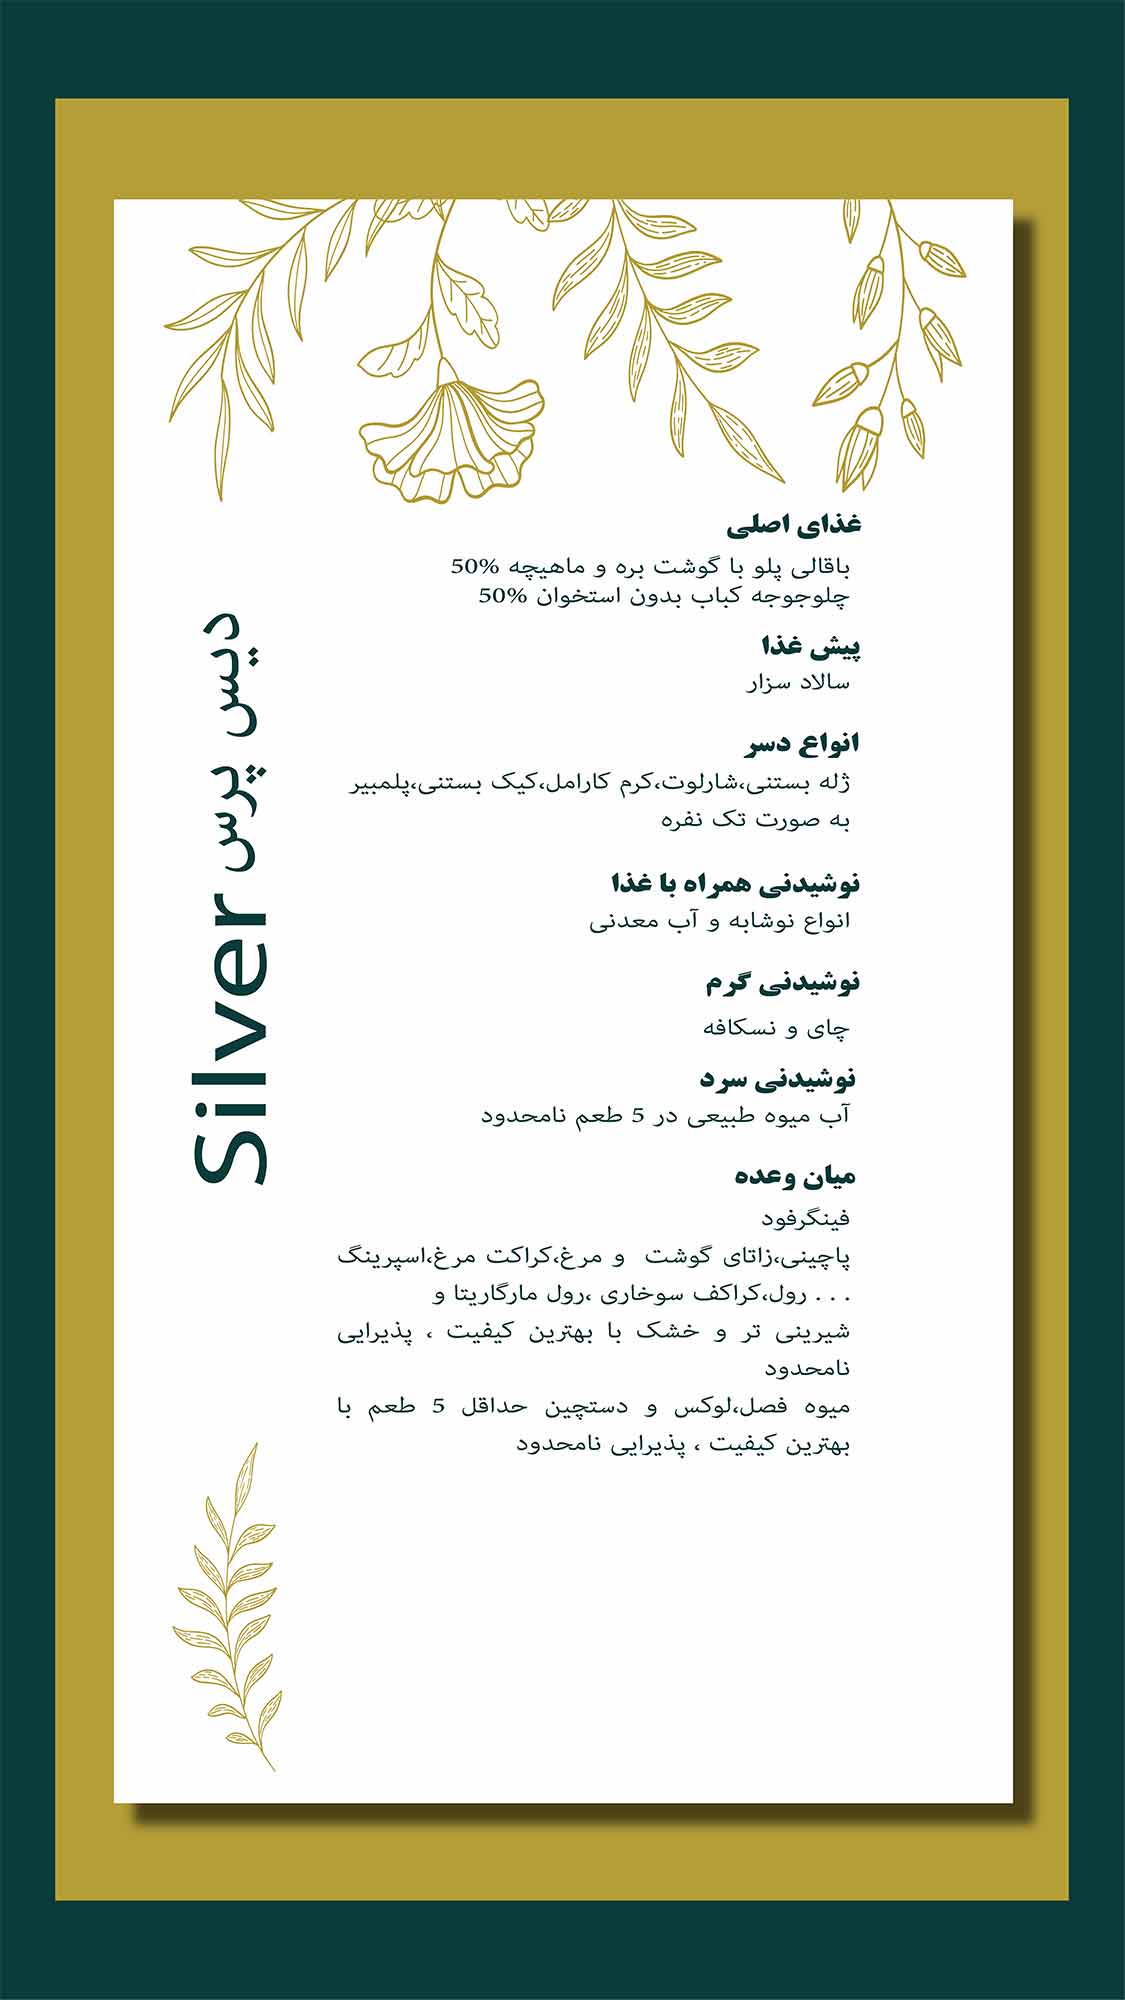 غذای اصلی
باقالی پلو با گوشت بره و ماهیچه 50%
چلوجوجه کباب بدون استخوان 50%
پیش غذا
سالاد سزار
انواع دسر
ژله بستنی،شارلوت،کرم کارامل،کیک بستنی،پلمبیر
به صورت تک نفره
نوشیدنی همراه با غذا
انواع نوشابه و آب معدنی
نوشیدنی گرم
چای و نسکافه
نوشیدنی سرد
آب میوه طبیعی در 5 طعم نامحدود
میان وعده
فینگرفود
پاچینی،زاتای گوشت و مرغ،کراکت مرغ،اسپرینگ
. . . رول،کراکف سوخاری ،رول مارگاریتا و
شیرینی تر و خشک با بهترین کیفیت ، پذیرایی
نامحدود
میوه فصل،لوکس و دستچین حداقل 5 طعم با
بهترین کیفیت ، پذیرایی نامحدود
دیس پرس Silver